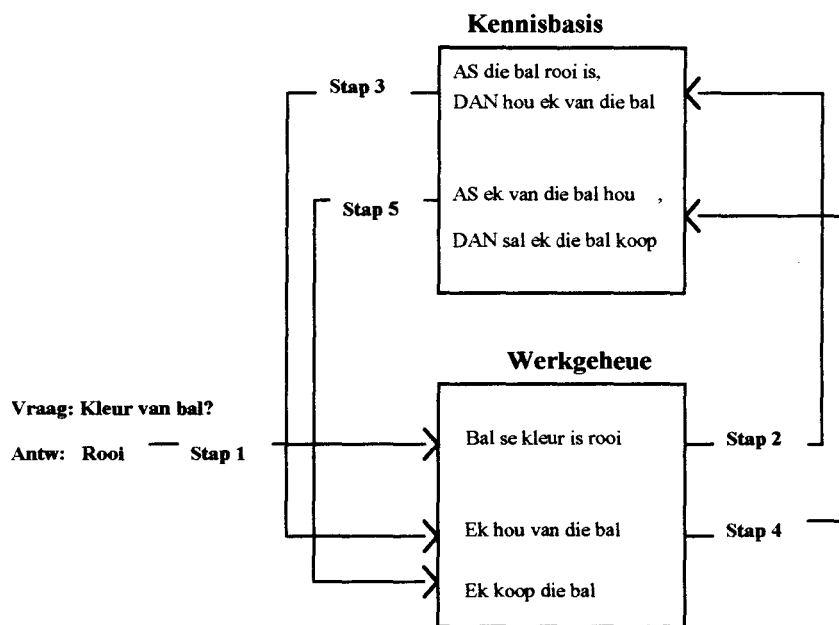 Kennisbasis
AS die bal rooi is,
DAN hou ek van die bal
Stap 3
AS ek van die bal hou ,
DAN sal ek die bal koop
Stap 5
Werkgeheue
Vraag: Kleur van bal?
Antw: Rooi
Stap 1
Bal se kleur is rooi
Stap 2
Ek hou van die bal
Stap 4
Ek koop die bal